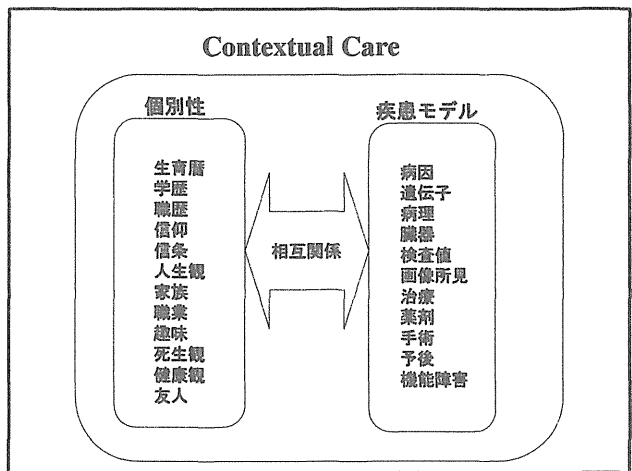 Contextual Care
個別性
生育暦
学歴
職歴
信仰
信条
人生観
家族
職業
趣味
死生観
健康観
友人
相互関係
疾患モデル
病因
遺伝子
病理
臓器
検査値
画像所見
治療
薬剤
手術
予後
機能障害